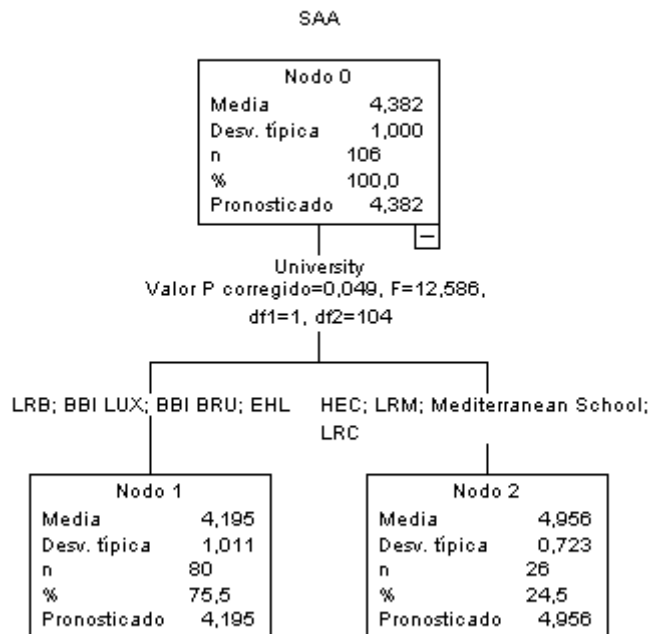 SAA
Nodo 0
Media 4,382
Desv. típica 1,000
n 106
% 100,0
Pronosticado 4,382
University
Valor P corregido=0,049, F=12,586,
df1=1, df2=104
LRB; BBI LUX; BBI BRU; EHL
HEC; LRM; Mediterranean School;
LRC
Nodo 1
Media 4,195
Desv. típica 1,011
n 80
% 75,5
Pronosticado 4,195
Nodo 2
Media 4,956
Desv. típica 0,723
n 26
% 24,5
Pronosticado 4,956